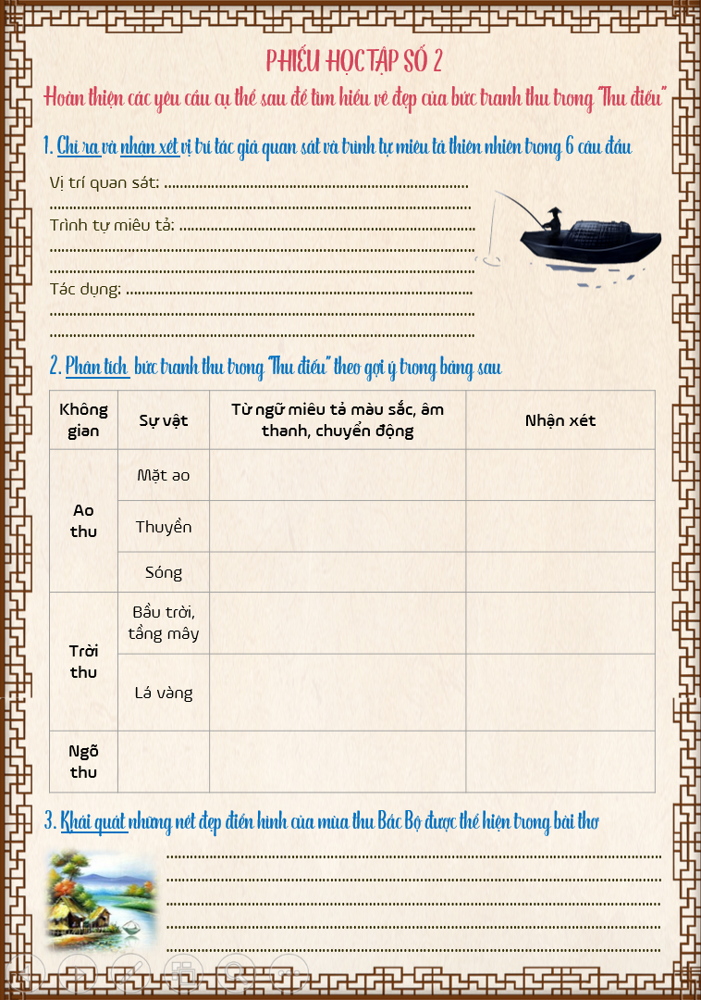 PHIẾU HỌC TẬP SỐ 2
Hoàn thiện các yêu cầu cụ thể sau để tìm hiểu vẻ đẹp của bức tranh thu trong "Thu điếu"
1. Chỉ ra và nhận xét vị trí tác giả quan sát và trình tự miêu tả thiên nhiên trong 6 câu đầu
Vị trí quan sát: ..............................................................................
............................................................................................................
Trình tự miêu tả: ............................................................................
.............................................................................................................
.............................................................................................................
Tác dụng: .........................................................................................
.............................................................................................................
.............................................................................................................
2. Phân tích bức tranh thu trong "Thu điếu" theo gợi ý trong bảng sau
Không gian
Sự vật
Từ ngữ miêu tả màu sắc, âm
thanh, chuyển động
Nhận xét
Ao
thu
Mặt ao
Thuyền
Sóng
Trời
thu
Bầu trời,
tầng mây
Lá vàng
Ngõ
thu
3. Khái quát những nét đẹp điển hình của mùa thu Bắc Bộ được thể hiện trong bài thơ
................................................................................................................................
................................................................................................................................
................................................................................................................................
................................................................................................................................
................................................................................................................................